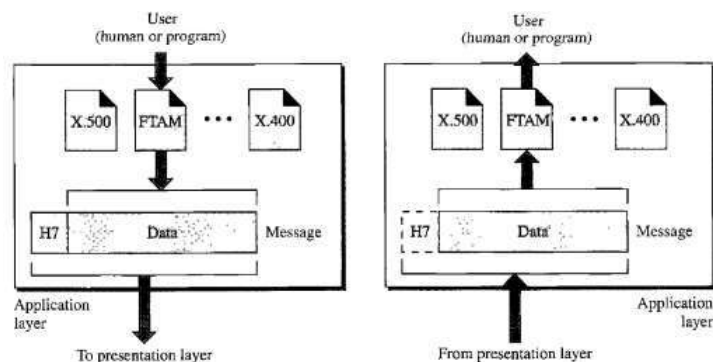 User
(human or program)
X.500 FTAM ••• X.400
H7 Data Message
Application
layer
To presentation layer
User
(human or program)
X.500 FTAM ••• X.400
H7 Data Message
Application
layer
From presentation layer